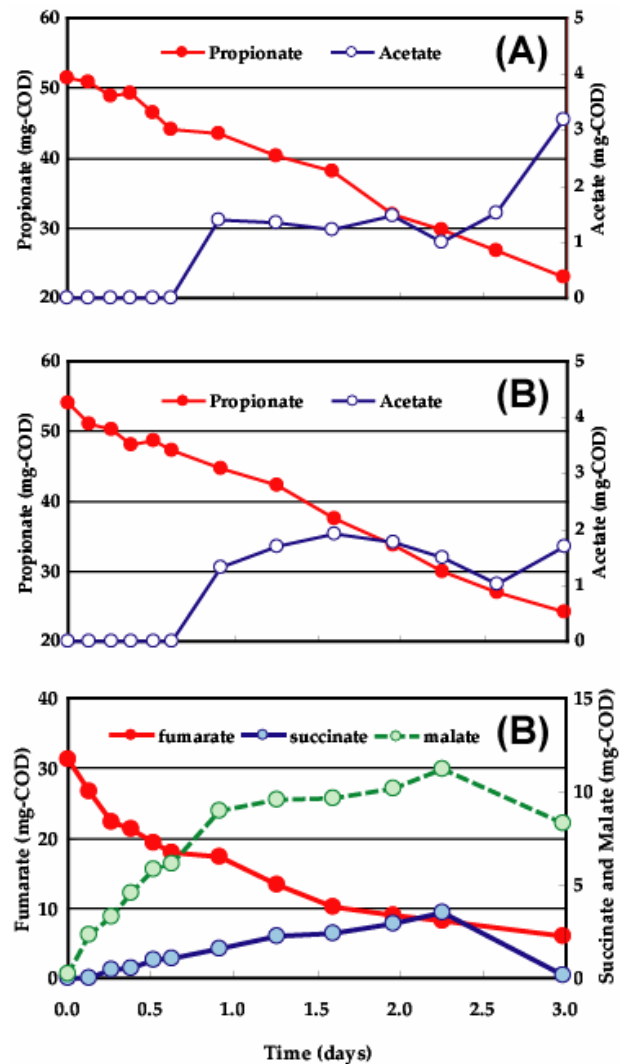 60
5
Propionate
Acetate
(A)
50
4
3
40
2
30
1
20
0
Propionate (mg-COD)
Acetate (mg-COD)
60
5
Propionate
Acetate
(B)
50
4
3
40
2
30
1
20
0
Propionate (mg-COD)
Acetate (mg-COD)
40
15
fumarate
succinate
malate
(B)
30
10
20
5
10
0
0
Fumarate (mg-COD)
Succinate and Malate (mg-COD)
0.0 0.5 1.0 1.5 2.0 2.5 3.0
Time (days)